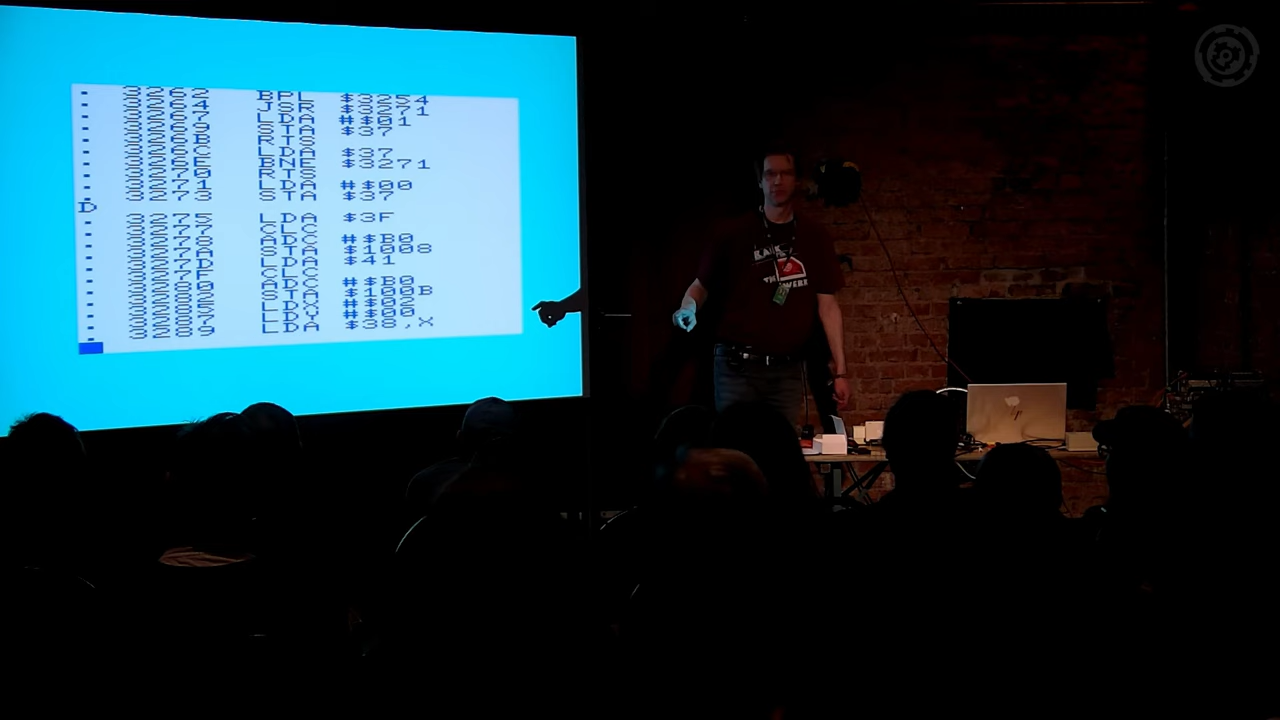 . 3262 BPL $3254
. 3264 JSR $3271
. 3267 LDA #$01
. 3269 STA $37
. 326B RTS
. 326C LDA $37
. 326E BNE $3271
. 3270 RTS
. 3271 LDA #$00
. 3273 STA $37
D
. 3275 LDA $3F
. 3277 CLC
. 3278 ADC #$B0
. 327A STA $1008
. 327D LDA $41
. 327F CLC
. 3280 ADC #$B0
. 3282 STA $100B
. 3285 LDX #$02
. 3287 LDY #$00
. 3289 LDA $38,X